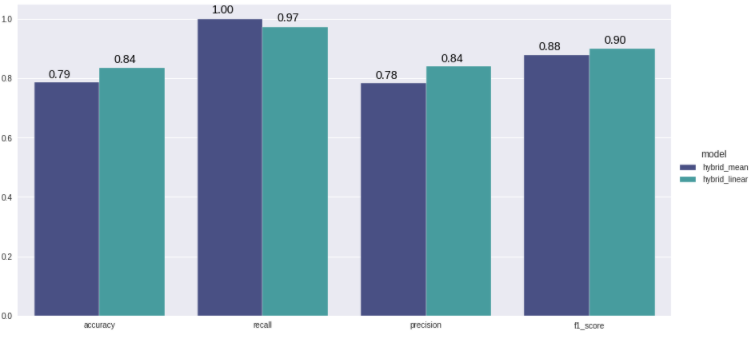 1.00
0.97
1.0
0.79
0.84
0.78
0.84
0.88
0.90
0.8
0.6
0.4
0.2
0.0
accuracy
recall
precision
f1_score
model
hybrid_mean
hybrid_linear